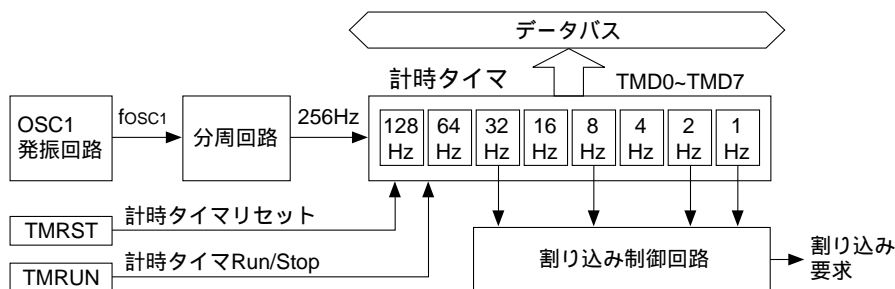 データバス
計時タイマ
TMD0~TMD7
OSC1
発振回路
fOSC1
分周回路
256Hz
128
Hz
64
Hz
32
Hz
16
Hz
8
Hz
4
Hz
2
Hz
1
Hz
TMRST
計時タイマリセット
TMRUN
計時タイマRun/Stop
割り込み制御回路
割り込み
要求